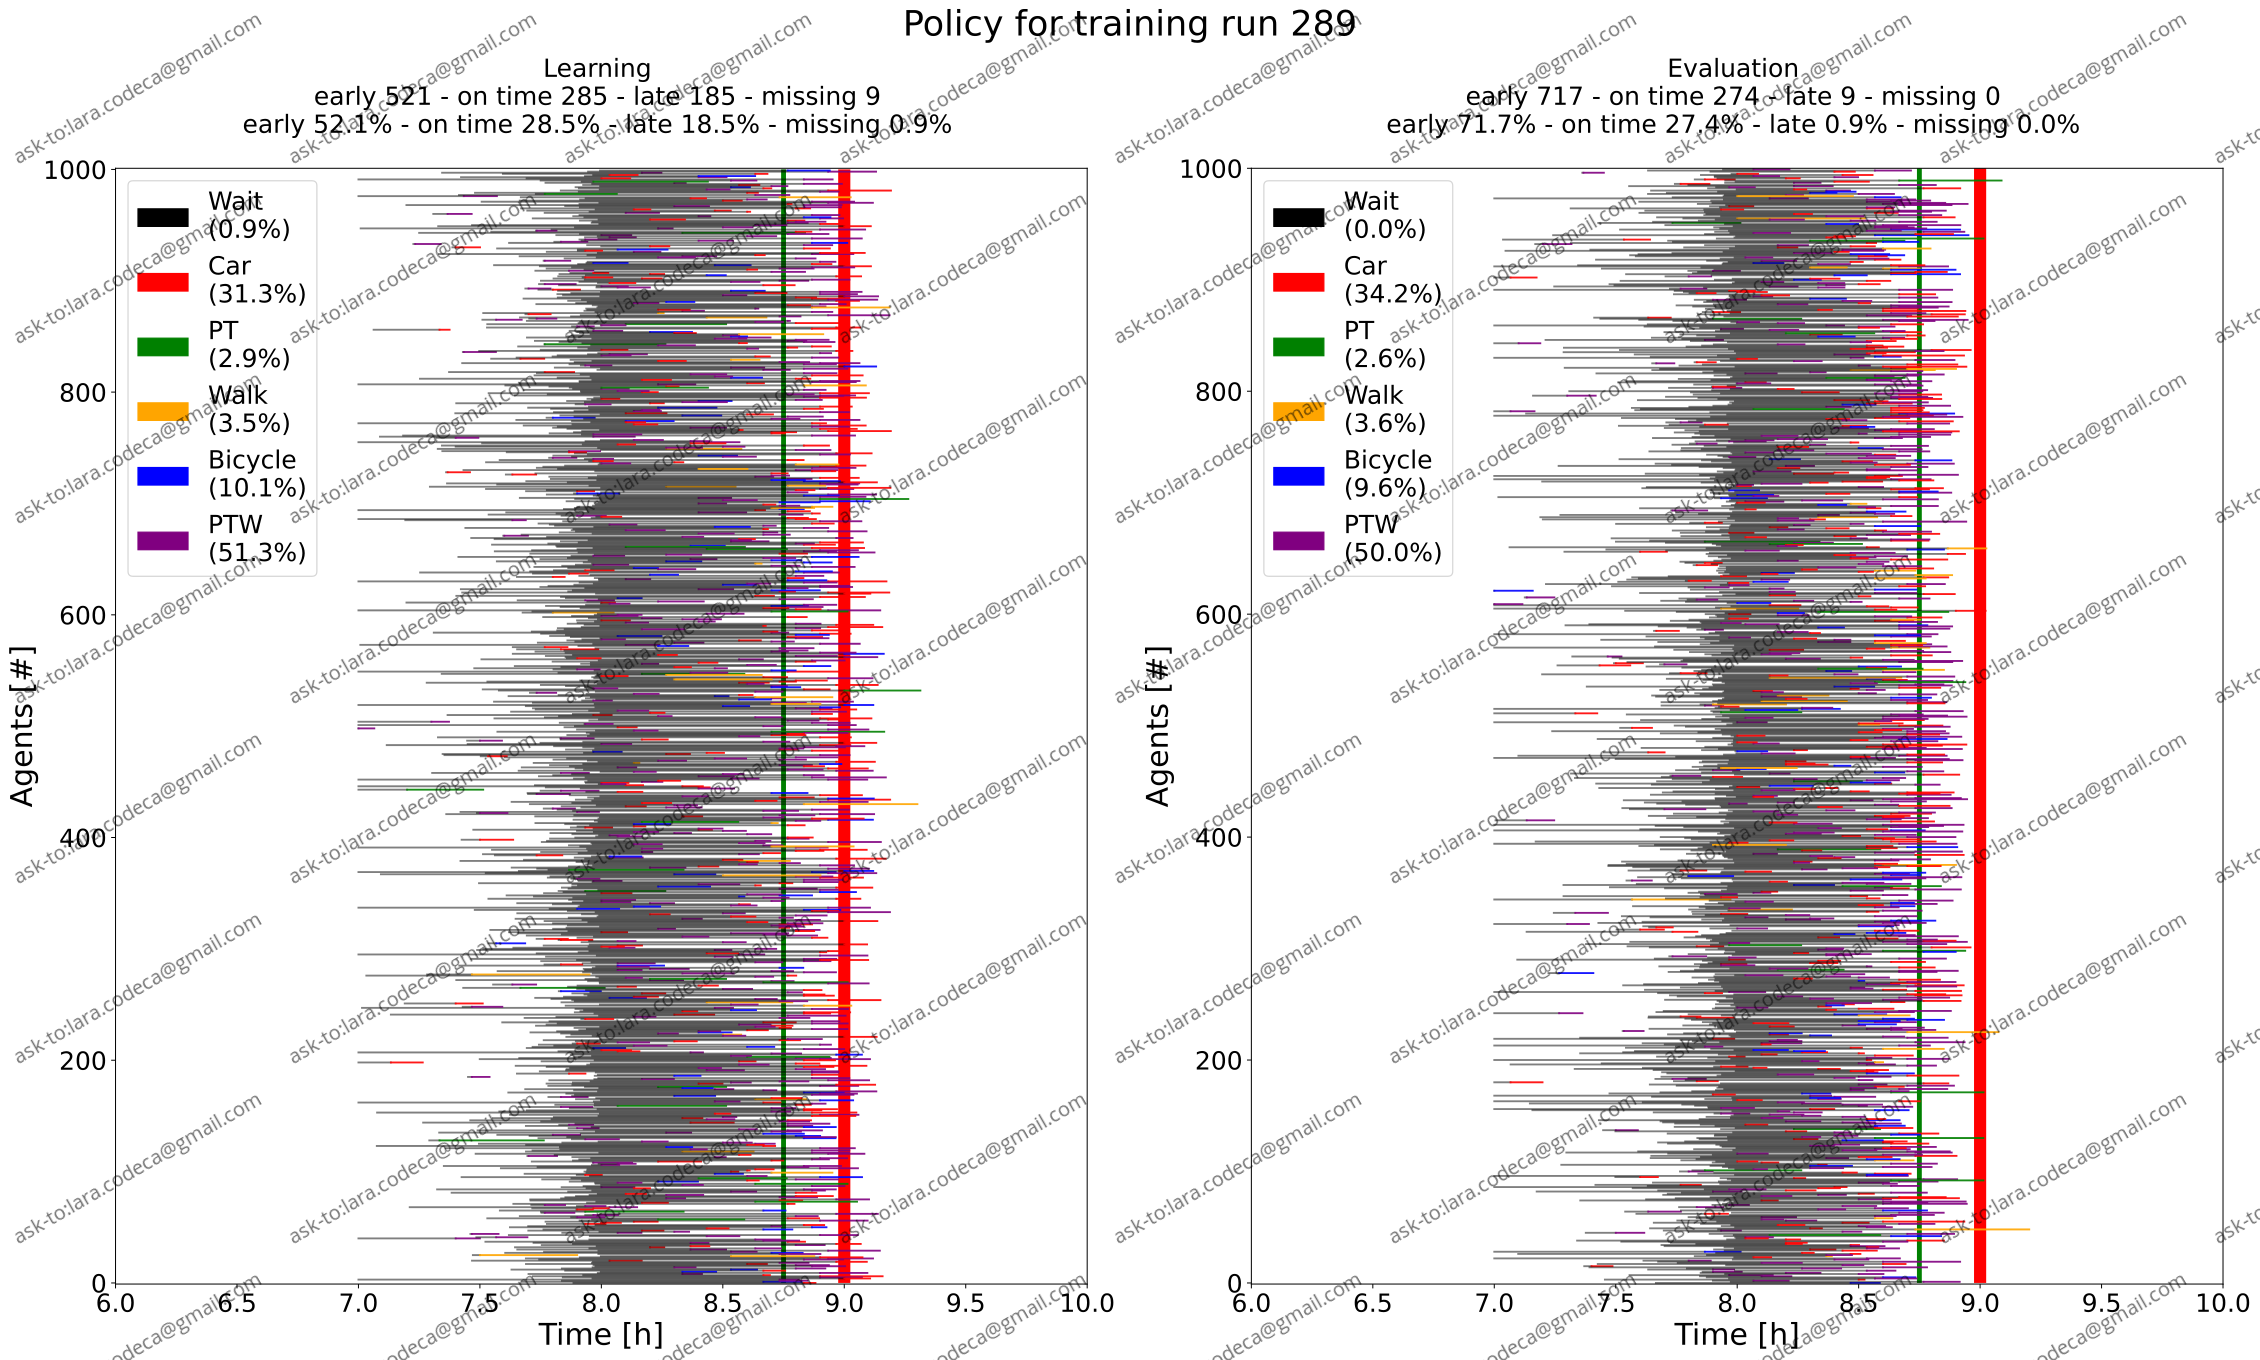 Policy for training run 289
Learning
early 521 - on time 285 - late 185 - missing 9
early 52.1% - on time 28.5% - late 18.5% - missing 0.9%
Agents [#]
1000
800
600
400
200
0
Wait
(0.9%)
Car
(31.3%)
PT
(2.9%)
Walk
(3.5%)
Bicycle
(10.1%)
PTW
(51.3%)
6.0 6.5 7.0 7.5 8.0 8.5 9.0 9.5 10.0
Time [h]
Evaluation
early 717 - on time 274 - late 9 - missing 0
early 71.7% - on time 27.4% - late 0.9% - missing 0.0%
Agents [#]
1000
800
600
400
200
0
Wait
(0.0%)
Car
(34.2%)
PT
(2.6%)
Walk
(3.6%)
Bicycle
(9.6%)
PTW
(50.0%)
6.0 6.5 7.0 7.5 8.0 8.5 9.0 9.5 10.0
Time [h]
ask-to:lara.codeca@gmail.com